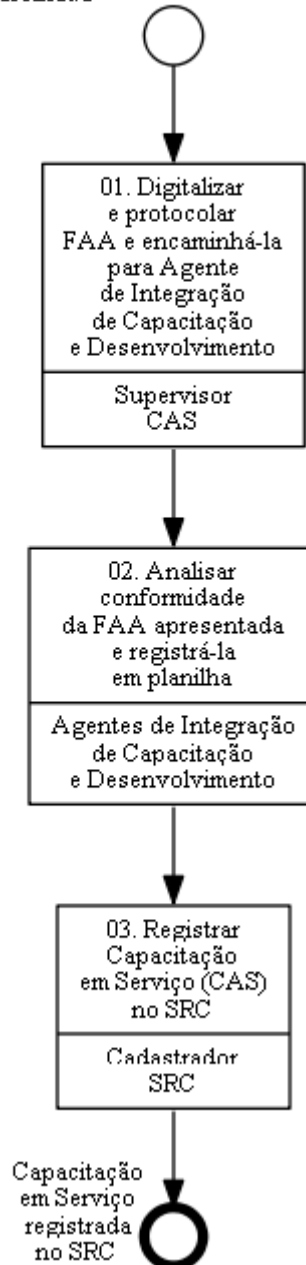 01. Digitalizar
e protocolar
FAA e encaminhá-la
para Agente
de Integração
de Capacitação
e Desenvolvimento
Supervisor
CAS
02. Analisar
conformidade
da FAA apresentada
e registrá-la
em planilha
Agentes de Integração
de Capacitação
e Desenvolvimento
03. Registrar
Capacitação
em Serviço (CAS)
no SRC
Cadastrador
SRC
Capacitação
em Serviço
registrada
no SRC